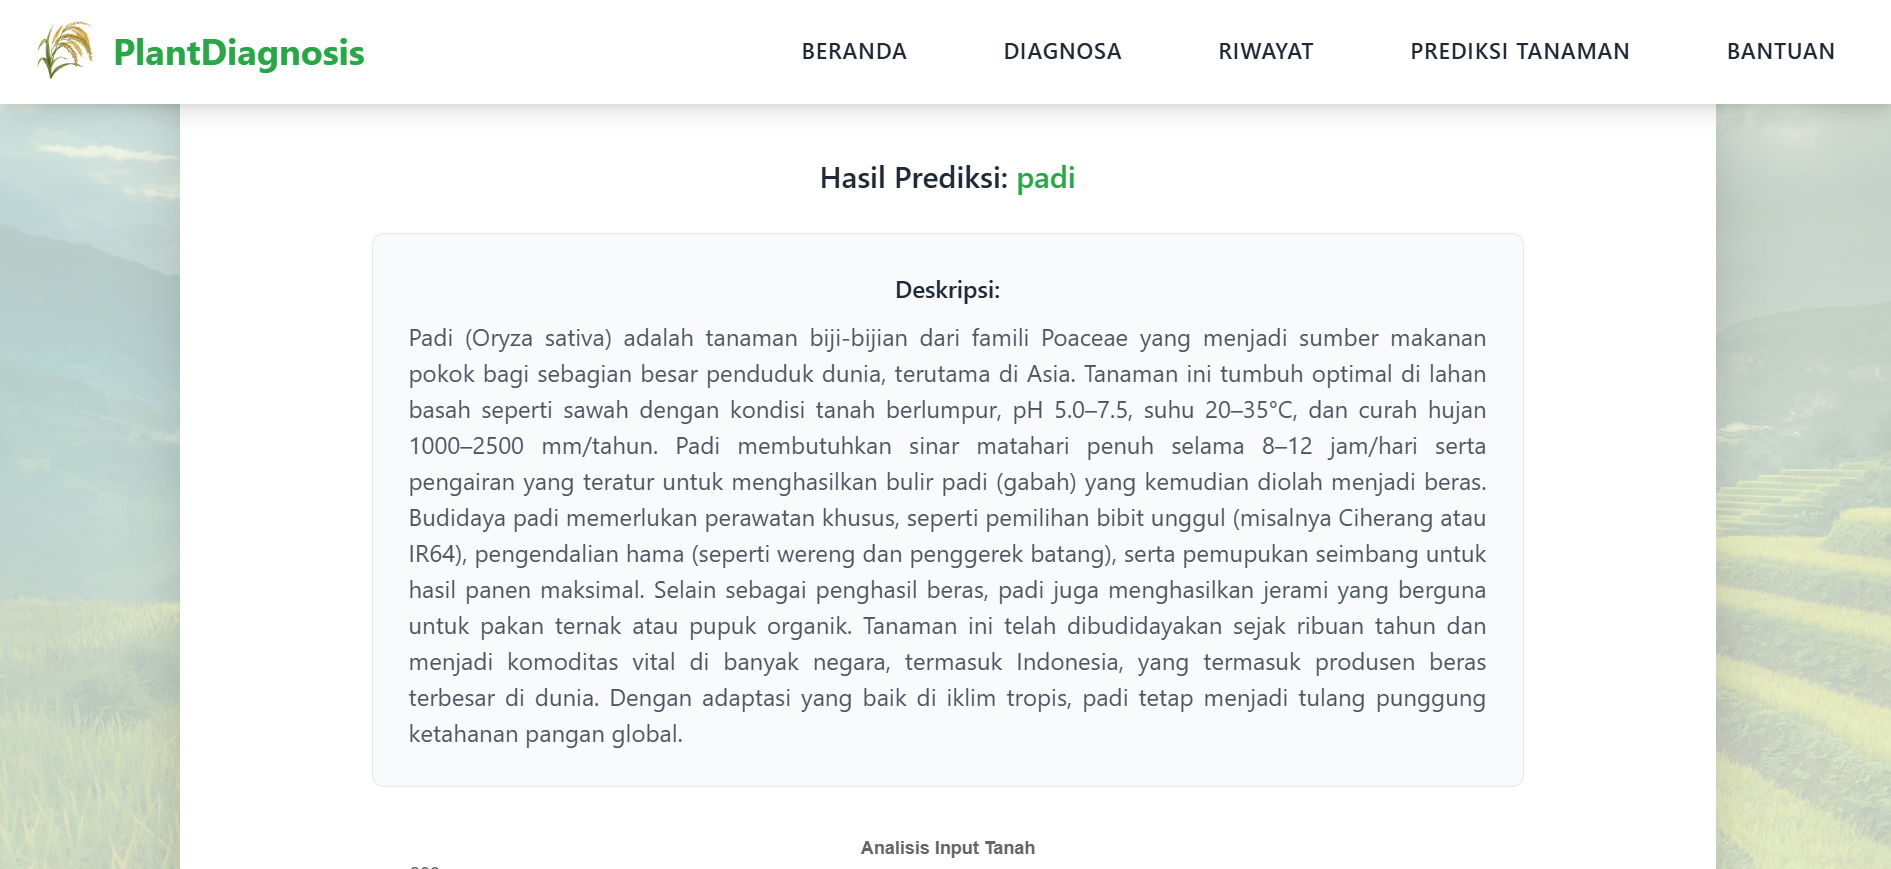 PlantDiagnosis
BERANDA DIAGNOSA RIWAYAT PREDIKSI TANAMAN BANTUAN
Hasil Prediksi: padi
Deskripsi:
Padi (Oryza sativa) adalah tanaman biji-bijian dari famili Poaceae yang menjadi sumber makanan
pokok bagi sebagian besar penduduk dunia, terutama di Asia. Tanaman ini tumbuh optimal di lahan
basah seperti sawah dengan kondisi tanah berlumpur, pH 5.0–7.5, suhu 20–35°C, dan curah hujan
1000–2500 mm/tahun. Padi membutuhkan sinar matahari penuh selama 8–12 jam/hari serta
pengairan yang teratur untuk menghasilkan bulir padi (gabah) yang kemudian diolah menjadi beras.
Budidaya padi memerlukan perawatan khusus, seperti pemilihan bibit unggul (misalnya Ciherang atau
IR64), pengendalian hama (seperti wereng dan penggerek batang), serta pemupukan seimbang untuk
hasil panen maksimal. Selain sebagai penghasil beras, padi juga menghasilkan jerami yang berguna
untuk pakan ternak atau pupuk organik. Tanaman ini telah dibudidayakan sejak ribuan tahun dan
menjadi komoditas vital di banyak negara, termasuk Indonesia, yang termasuk produsen beras
terbesar di dunia. Dengan adaptasi yang baik di iklim tropis, padi tetap menjadi tulang punggung
ketahanan pangan global.
Analisis Input Tanah